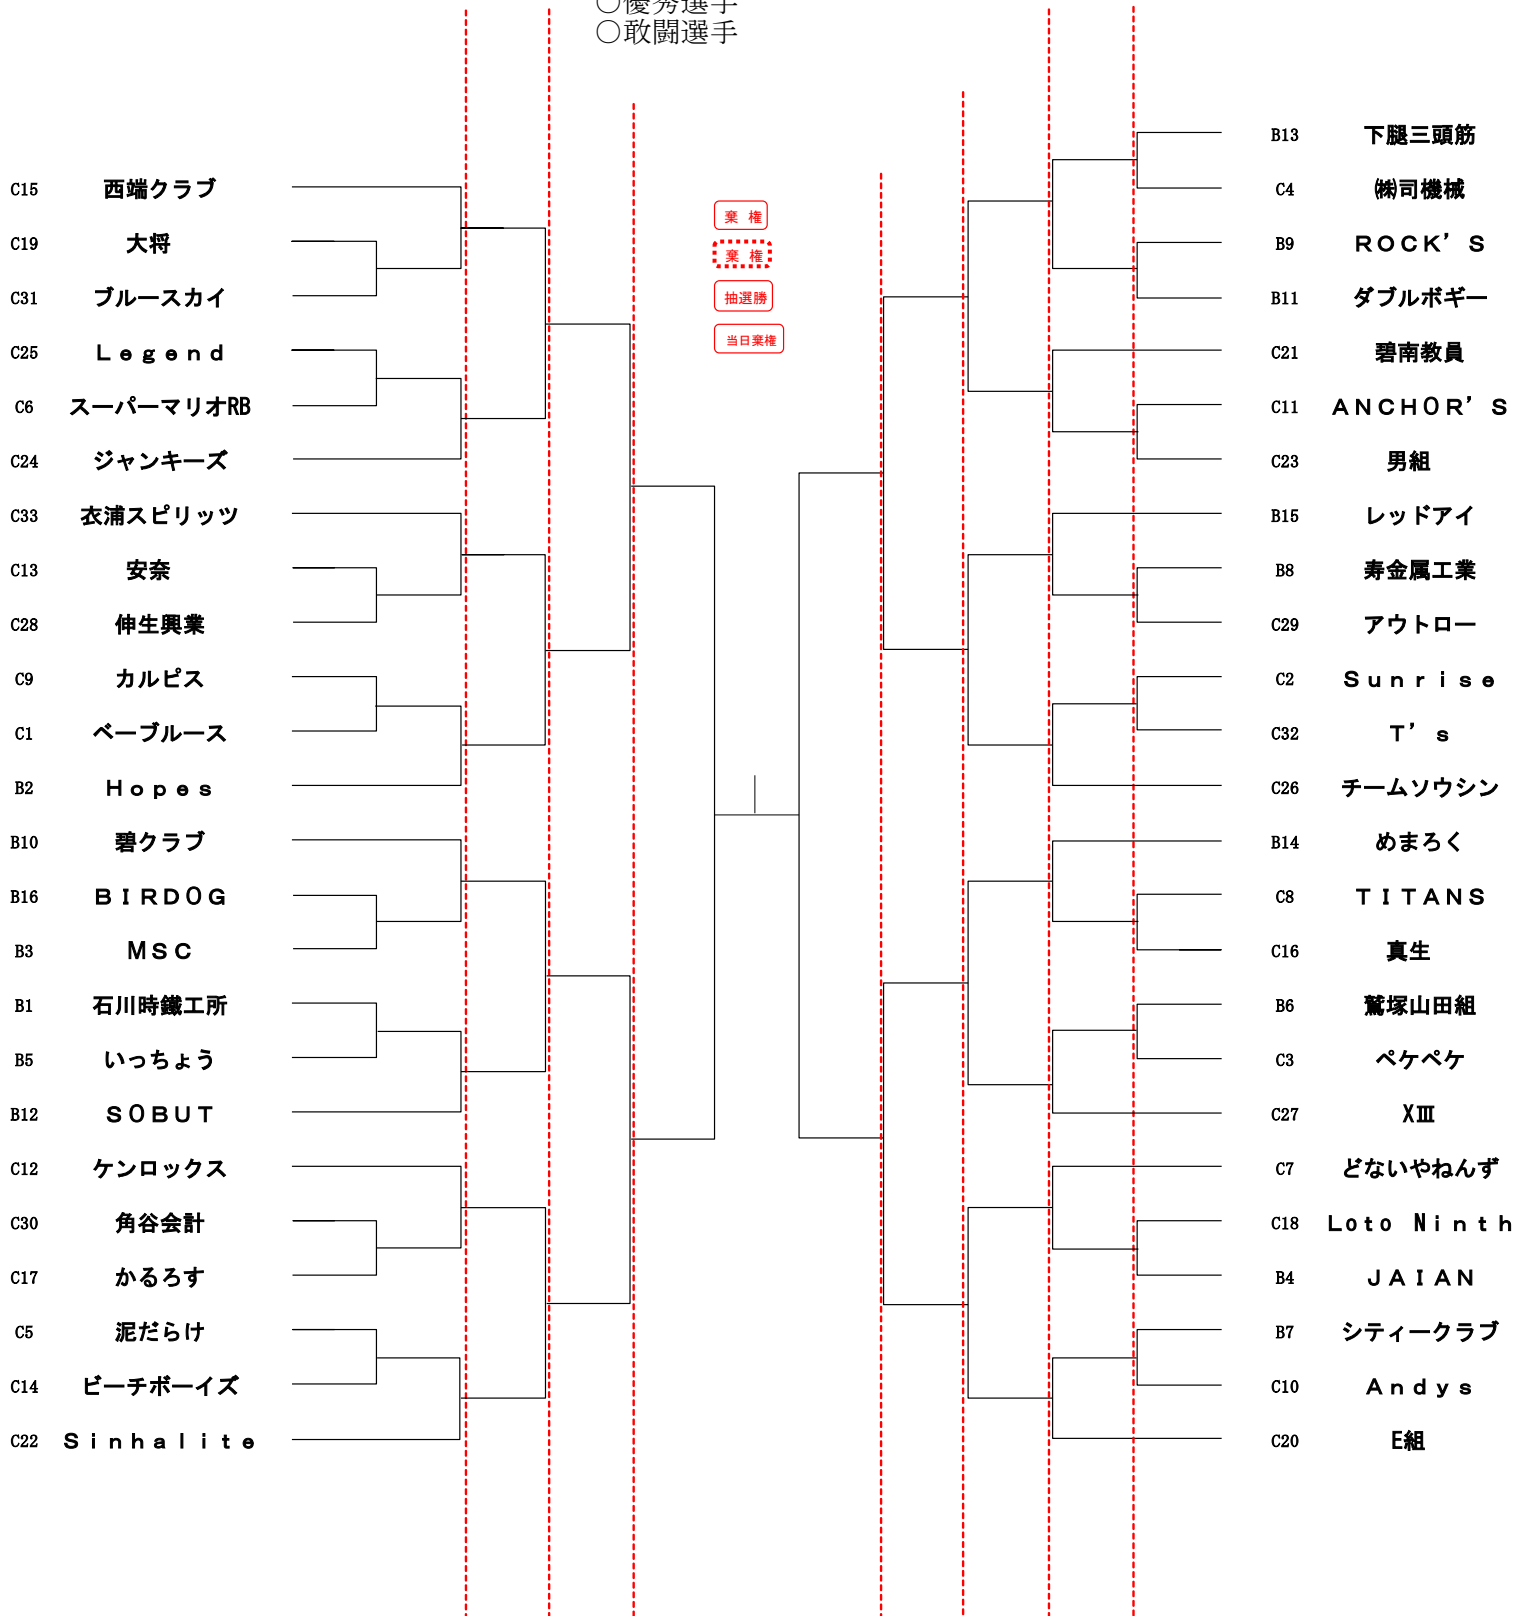 ○優秀選手
○敢闘選手
棄 権
棄 権
抽選勝
当日棄権
C15 西端クラブ
C19 大将
C31 ブルースカイ
C25 Ｌｅｇｅｎｄ
C6 スーパーマリオRB
C24 ジャンキーズ
C33 衣浦スピリッツ
C13 安奈
C28 伸生興業
C9 カルピス
C1 ベーブルース
B2 Ｈｏｐｅｓ
B10 碧クラブ
B16 ＢＩＲＤＯＧ
B3 ＭＳＣ
B1 石川時鐵工所
B5 いっちょう
B12 ＳＯＢＵＴ
C12 ケンロックス
C30 角谷会計
C17 かるろす
C5 泥だらけ
C14 ビーチボーイズ
C22 Ｓｉｎｈａｌｉｔｅ
B13 下腿三頭筋
C4 ㈱司機械
B9 ＲＯＣＫ’Ｓ
B11 ダブルボギー
C21 碧南教員
C11 ＡＮＣＨＯＲ’Ｓ
C23 男組
B15 レッドアイ
B8 寿金属工業
C29 アウトロー
C2 Ｓｕｎｒｉｓｅ
C32 Ｔ’ｓ
C26 チームソウシン
B14 めまろく
C8 ＴＩＴＡＮＳ
C16 真生
B6 鷲塚山田組
C3 ペケペケ
C27 XⅢ
C7 どないやねんず
C18 Ｌｏｔｏ Ｎｉｎｔｈ
B4 ＪＡＩＡＮ
B7 シティークラブ
C10 Ａｎｄｙｓ
C20 E組